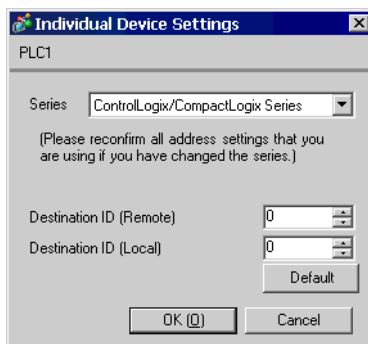 Individual Device Settings
PLC1
Series ControlLogix/CompactLogix Series
(Please reconfirm all address settings that you
are using if you have changed the series.)
Destination ID (Remote) 0
Destination ID (Local) 0
Default
OK (O) Cancel